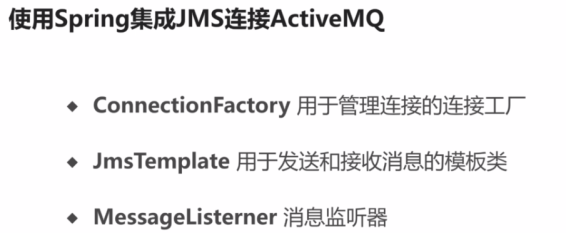 使用Spring集成JMS连接ActiveMQ
◆ ConnectionFactory 用于管理连接的连接工厂
◆ JmsTemplate 用于发送和接收消息的模板类
◆ MessageListerner 消息监听器